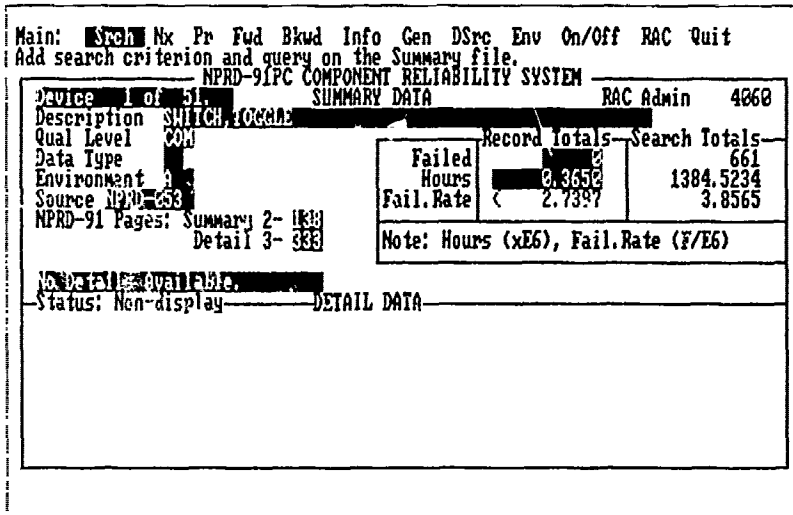 Main: Srch Nx Pr Fwd Bkwd Info Gen DSrc Env On/Off RAC Quit
Add search criterion and query on the Summary file.
NPRD-91PC COMPONENT RELIABILITY SYSTEM
Device 1 of 51. SUMMARY DATA RAC Admin 4060
Description SWITCH,TOGGLE
Qual Level COM Record Totals Search Totals
Data Type Failed 0 661
Environment A Hours 0.3650 1384.5234
Source NPRD-053 Fail.Rate < 2.7397 3.8565
NPRD-91 Pages: Summary 2- 138
Detail 3- 333 Note: Hours (xE6), Fail.Rate (F/E6)
No Details available.
Status: Non-display DETAIL DATA